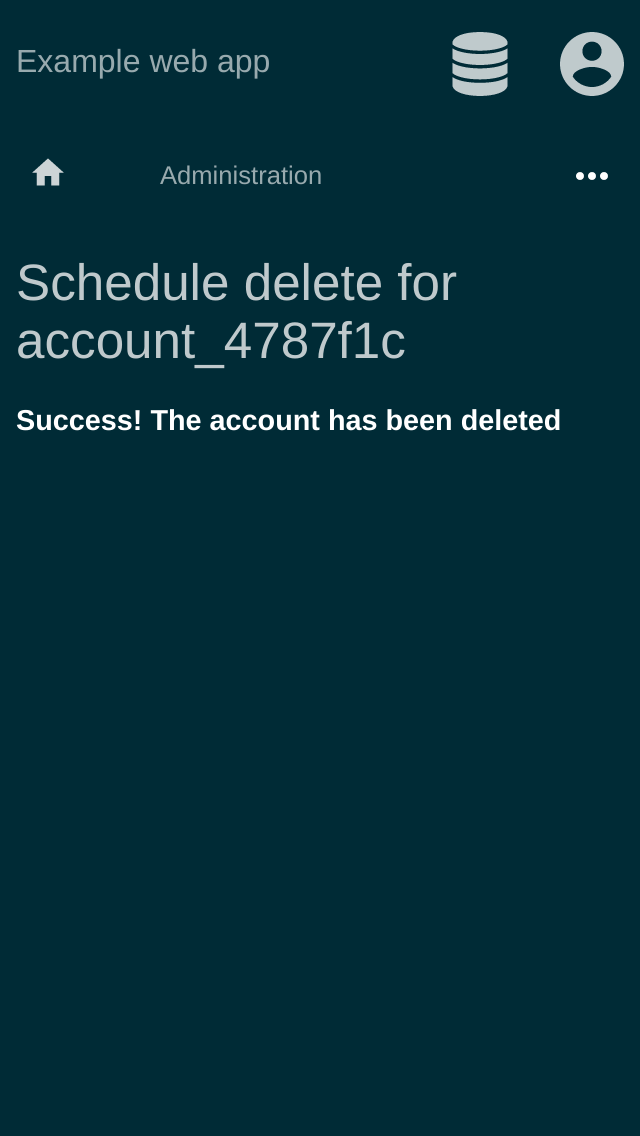 Example web app
Administration
Schedule delete for
account_4787f1c
Success! The account has been deleted